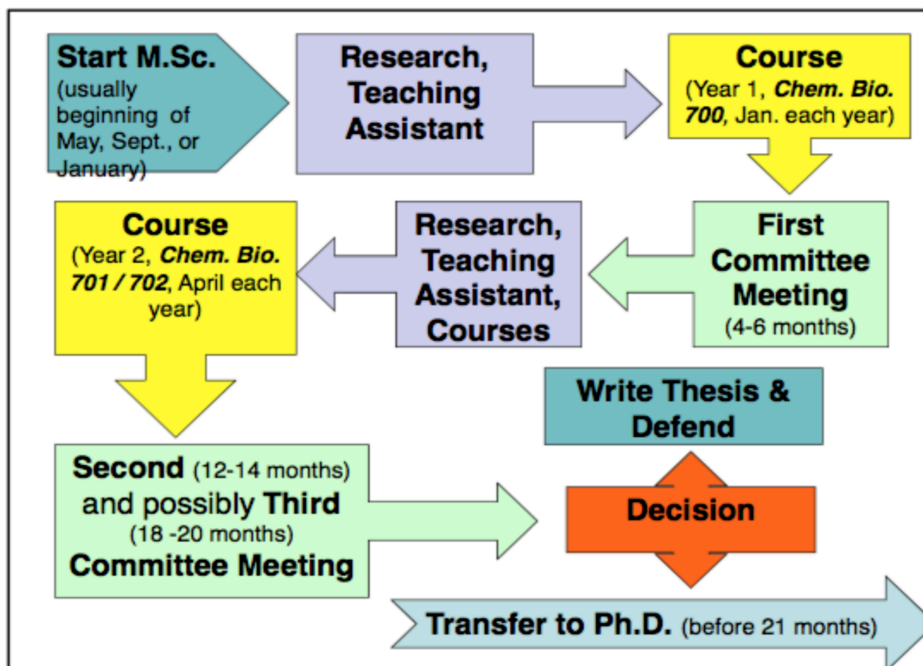 Start M.Sc.
(usually
beginning of
May, Sept., or
January)
Research,
Teaching
Assistant
Course
(Year 1, Chem. Bio.
700, Jan. each year)
First
Committee
Meeting
(4-6 months)
Research,
Teaching
Assistant,
Courses
Course
(Year 2, Chem. Bio.
701 / 702, April each
year)
Second (12-14 months)
and possibly Third
(18 -20 months)
Committee Meeting
Write Thesis &
Defend
Decision
Transfer to Ph.D. (before 21 months)